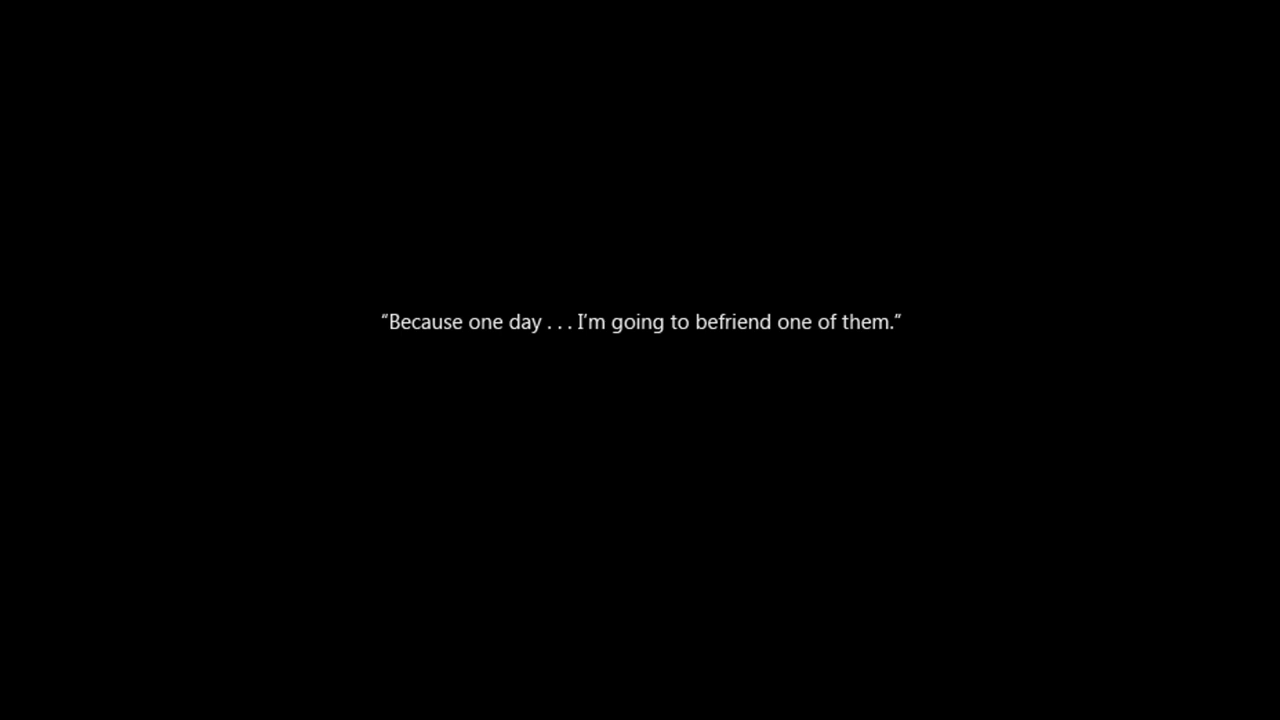 “Because one day . . . I’m going to befriend one of them.”